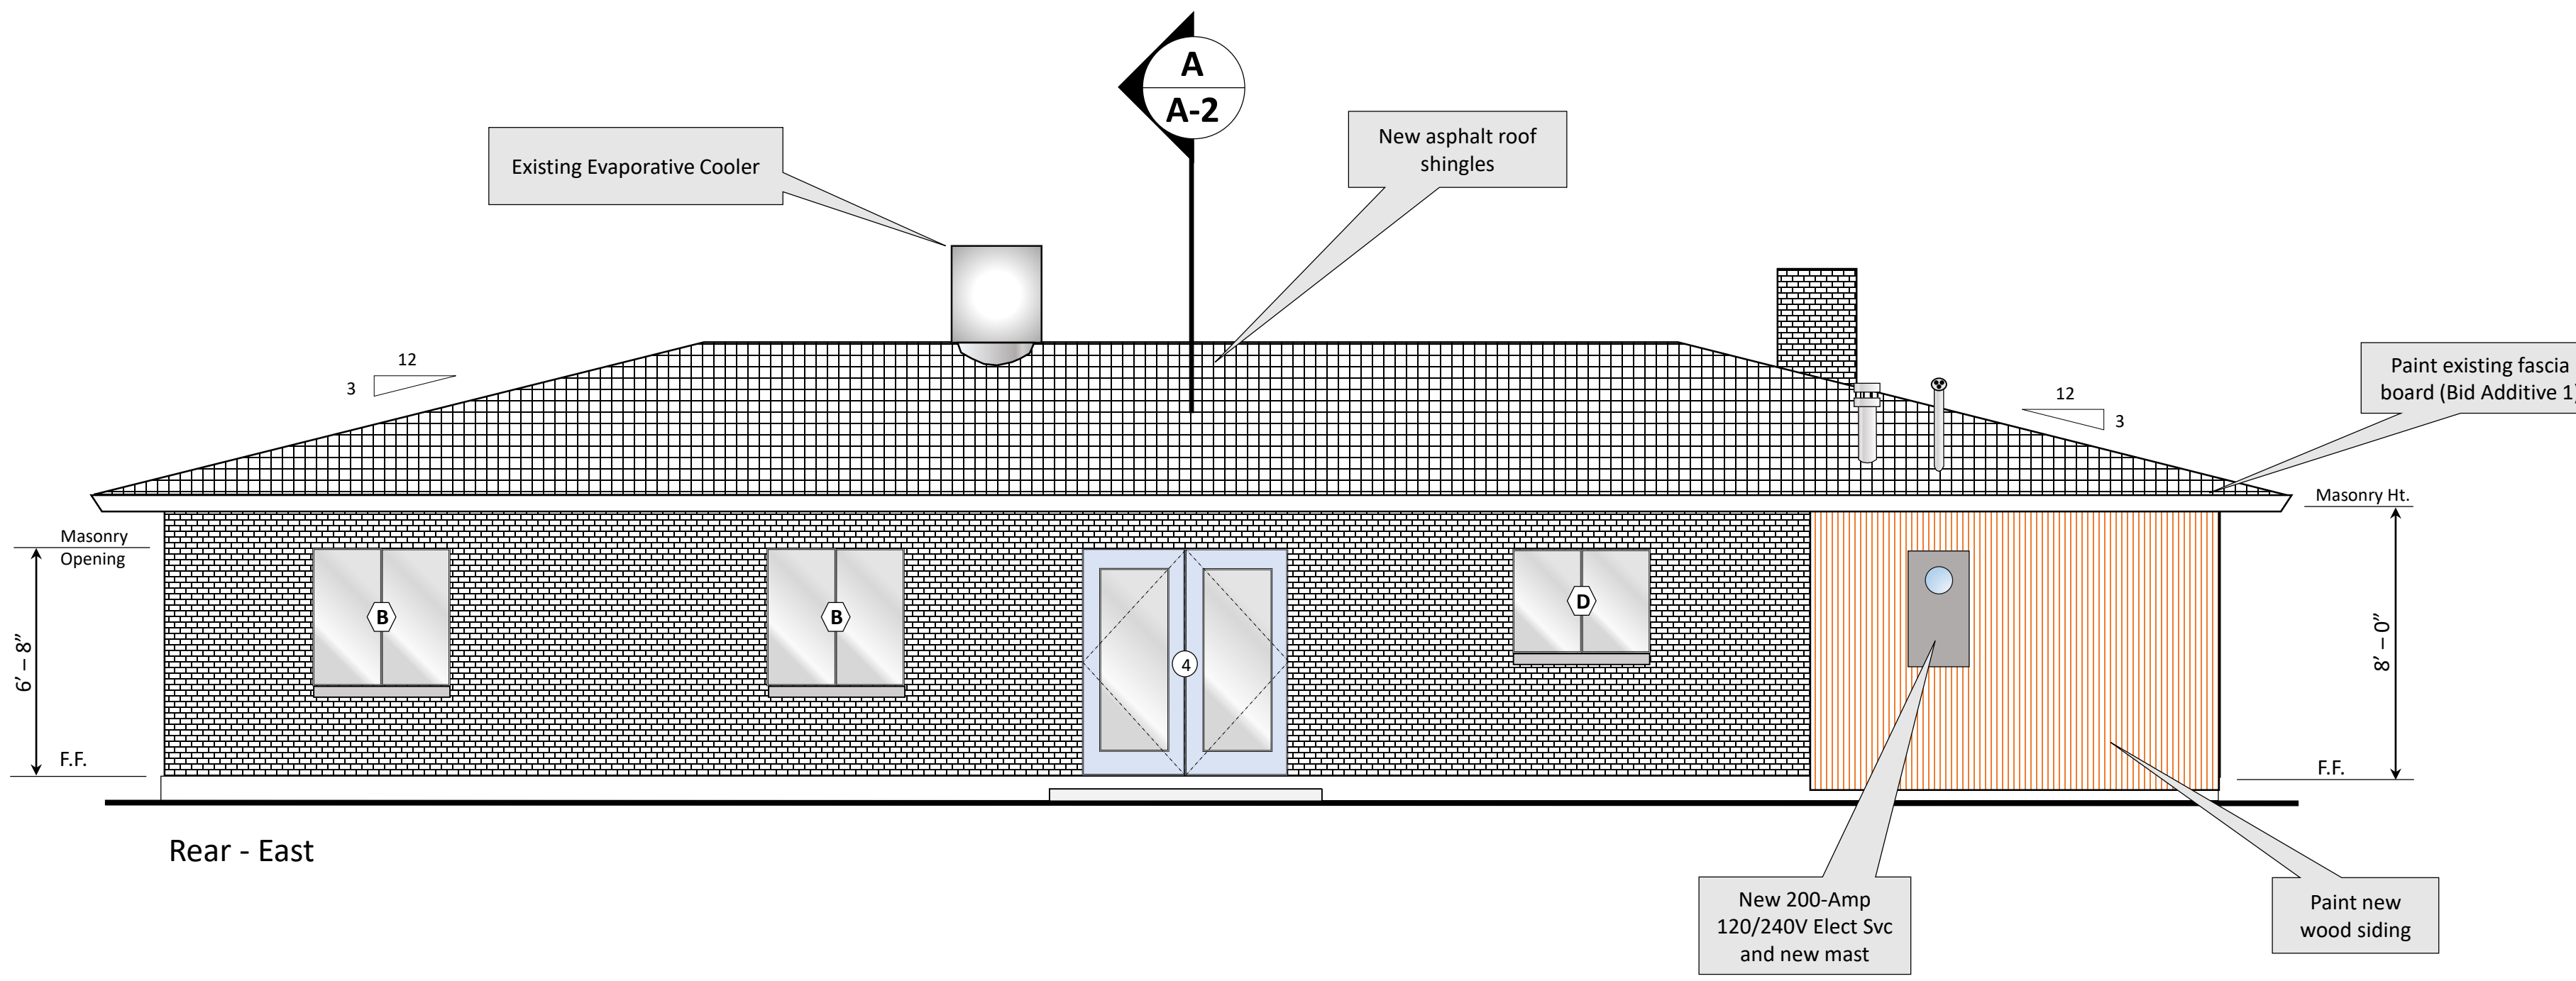 A
A-2
New asphalt roof
shingles
Existing Evaporative Cooler
12
3
12
3
Paint existing fascia
board (Bid Additive 1)
Masonry Ht.
Masonry
Opening
6’ – 8”
F.F.
B
B
4
D
8’ – 0”
F.F.
Rear - East
New 200-Amp
120/240V Elect Svc
and new mast
Paint new
wood siding